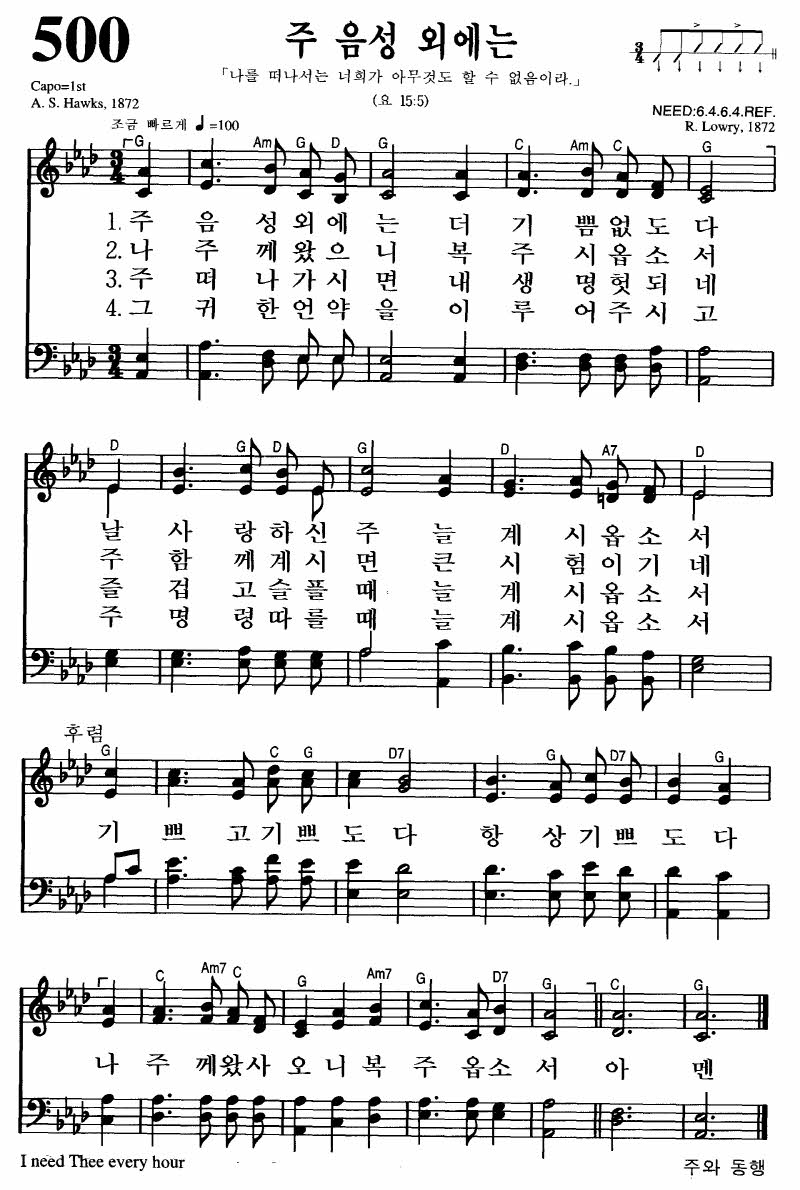 500
주 음성 외에는
「나를 떠나서는 너희가 아무것도 할 수 없음이라.」
(요 15:5)
Capo=1st
A. S. Hawks, 1872
NEED:6.4.6.4.REF.
R. Lowry, 1872
조금 빠르게 ♩=100
G Am G D G C Am C G
3/4
1. 주 음 성외에 는 더 기 쁨없도 다
2. 나 주 께왔으 니 복 주 시옵소 서
3. 주 떠 나가시 면 내 생 명헛되 네
4. 그 귀 한언약 을 이 루 어주시 고
D G D G D A7 D
날 사 랑하신 주 늘 계 시옵소 서
주 함 께계시 면 큰 시 험이기 네
즐 겁 고슬플 때 늘 계 시옵소 서
주 명 령따를 때 늘 계 시옵소 서
후렴
G C G D7 G D7 G
기 쁘 고기쁘 도 다 항 상기쁘 도 다
C Am7 C G Am7 G D7 G C G
나 주 께왔사 오 니복 주 옵소 서 아 멘
I need Thee every hour
주와 동행